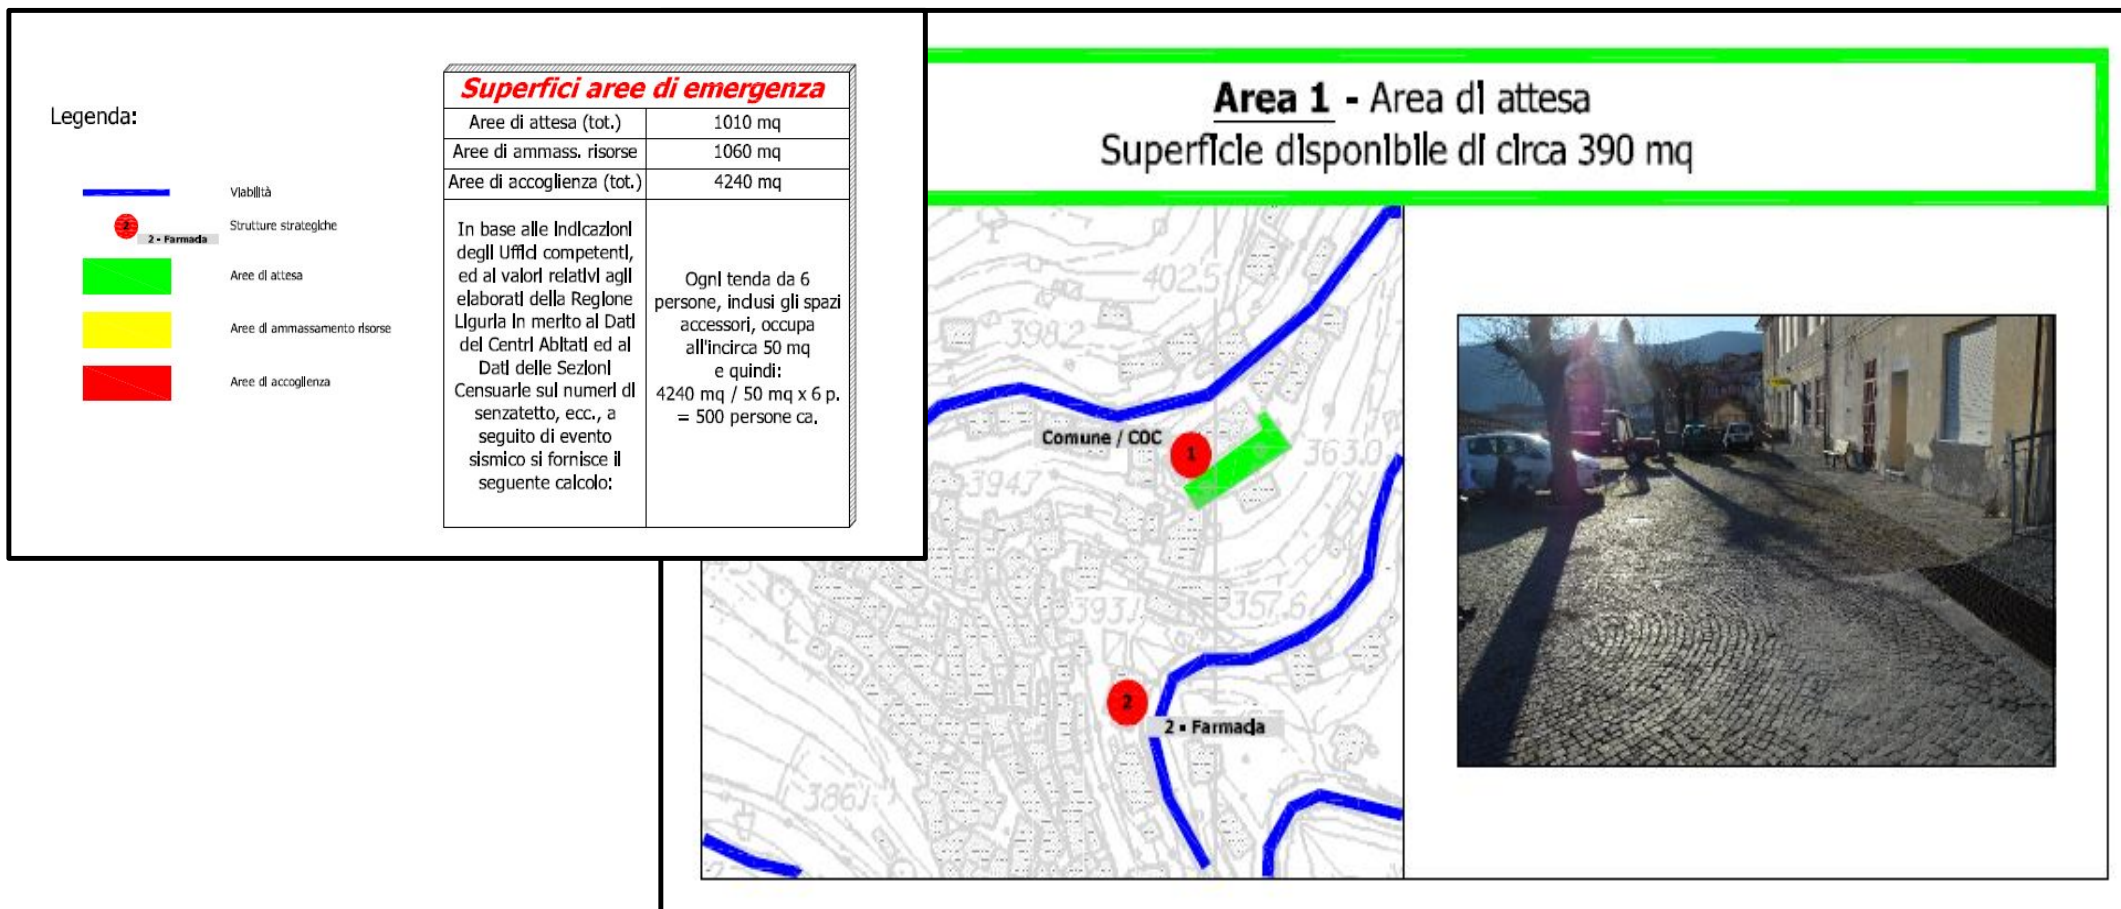 Legenda:
Viabilità
2
2 - Farmacia
Strutture strategiche
Aree di attesa
Aree di ammassamento risorse
Aree di accoglienza
Superfici aree di emergenza
Aree di attesa (tot.) 1010 mq
Aree di ammass. risorse 1060 mq
Aree di accoglienza (tot.) 4240 mq
In base alle indicazioni
degli Uffici competenti,
ed ai valori relativi agli
elaborati della Regione
Liguria in merito ai Dati
dei Centri Abitati ed ai
Dati delle Sezioni
Censuarie sui numeri di
senzatetto, ecc., a
seguito di evento
sismico si fornisce il
seguente calcolo:
Ogni tenda da 6
persone, inclusi gli spazi
accessori, occupa
all'incirca 50 mq
e quindi:
4240 mq / 50 mq x 6 p.
= 500 persone ca.
Area 1 - Area di attesa
Superficie disponibile di circa 390 mq
402.5
394.2
Comune / COC
1
363.0
394.7
393.1
357.6
2
2 - Farmacia
386.1